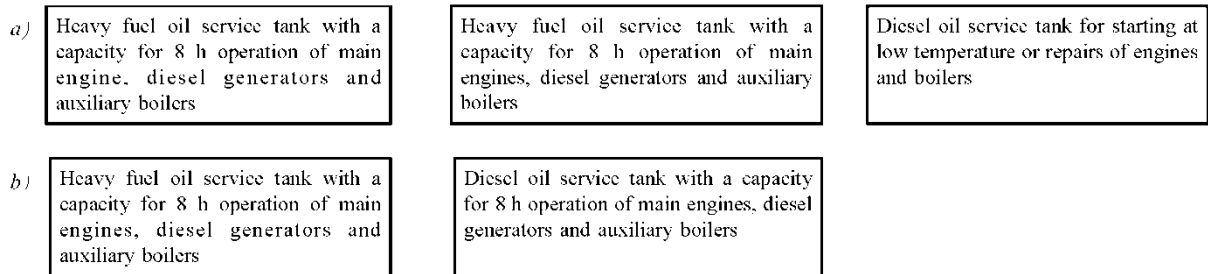 a)
Heavy fuel oil service tank with a
capacity for 8 h operation of main
engine, diesel generators and
auxiliary boilers
Heavy fuel oil service tank with a
capacity for 8 h operation of main
engines, diesel generators and auxiliary
boilers
Diesel oil service tank for starting at
low temperature or repairs of engines
and boilers
b)
Heavy fuel oil service tank with a
capacity for 8 h operation of main
engines, diesel generators and
auxiliary boilers
Diesel oil service tank with a capacity
for 8 h operation of main engines, diesel
generators and auxiliary boilers